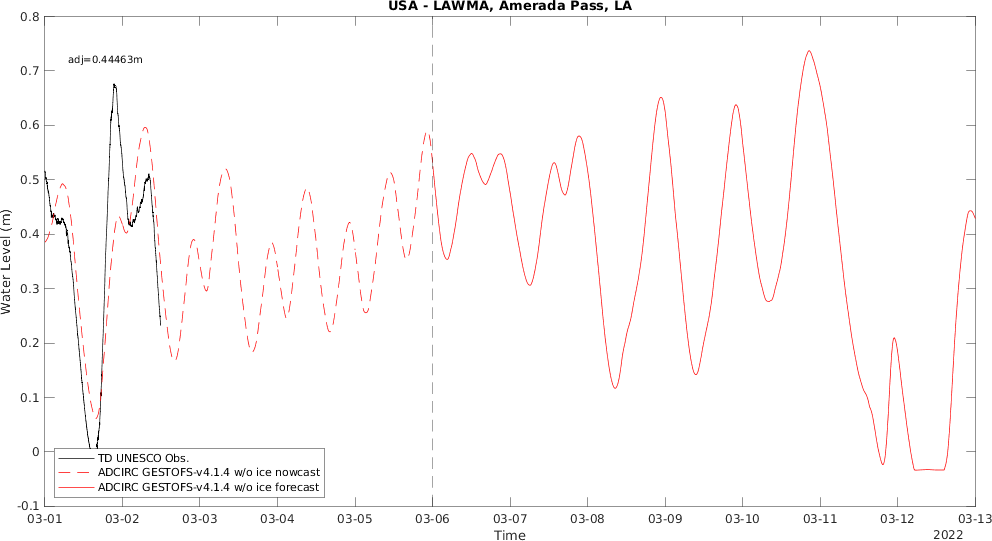 USA - LAWMA, Amerada Pass, LA
0.8
0.7
0.6
0.5
0.4
0.3
0.2
0.1
0
-0.1
Water Level (m)
adj=0.44463m
TD UNESCO Obs.
ADCIRC GESTOFS-v4.1.4 w/o ice nowcast
ADCIRC GESTOFS-v4.1.4 w/o ice forecast
03-01 03-02 03-03 03-04 03-05 03-06 03-07 03-08 03-09 03-10 03-11 03-12 03-13
Time
2022